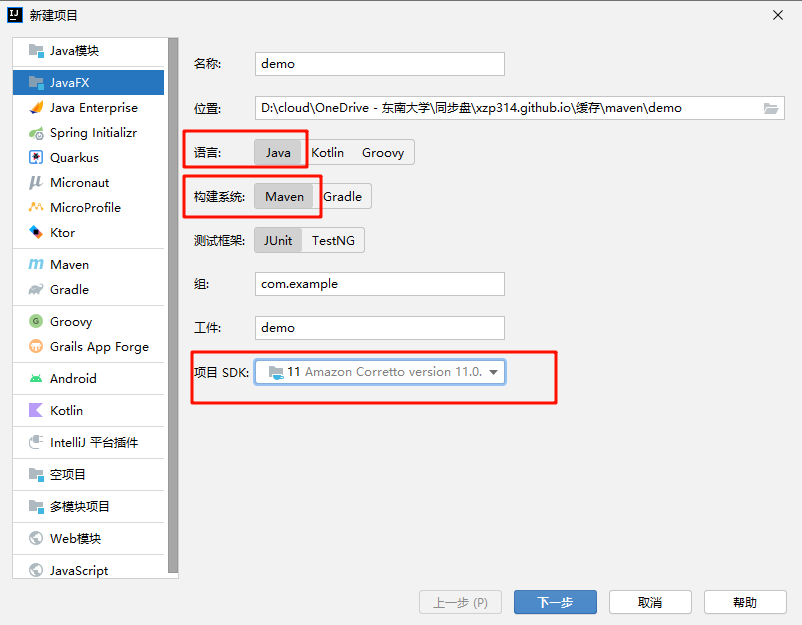 新建项目
Java模块
JavaFX
Java Enterprise
Spring Initializr
Quarkus
Micronaut
MicroProfile
Ktor
Maven
Gradle
Groovy
Grails App Forge
Android
Kotlin
IntelliJ 平台插件
空项目
多模块项目
Web模块
JavaScript
名称: demo
位置: D:\cloud\OneDrive - 东南大学\同步盘\xzp314.github.io\缓存\maven\demo
语言: Java Kotlin Groovy
构建系统: Maven Gradle
测试框架: JUnit TestNG
组: com.example
工件: demo
项目 SDK: 11 Amazon Corretto version 11.0.
上一步 (P) 下一步 取消 帮助